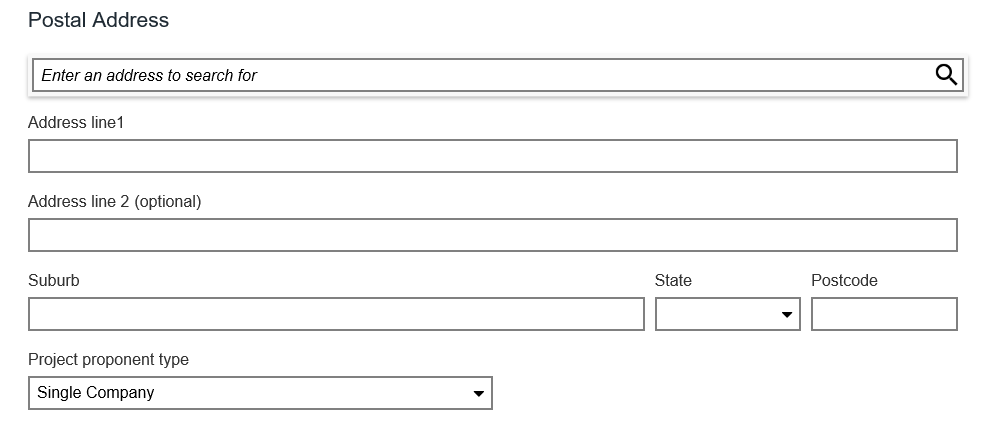 Postal Address
Enter an address to search for
Address line1
Address line 2 (optional)
Suburb State Postcode
Project proponent type
Single Company